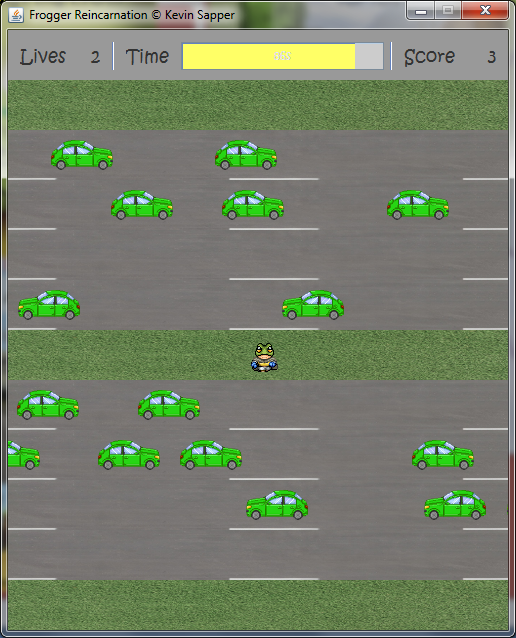 Frogger Reincarnation © Kevin Sapper
Lives 2 Time Score 3